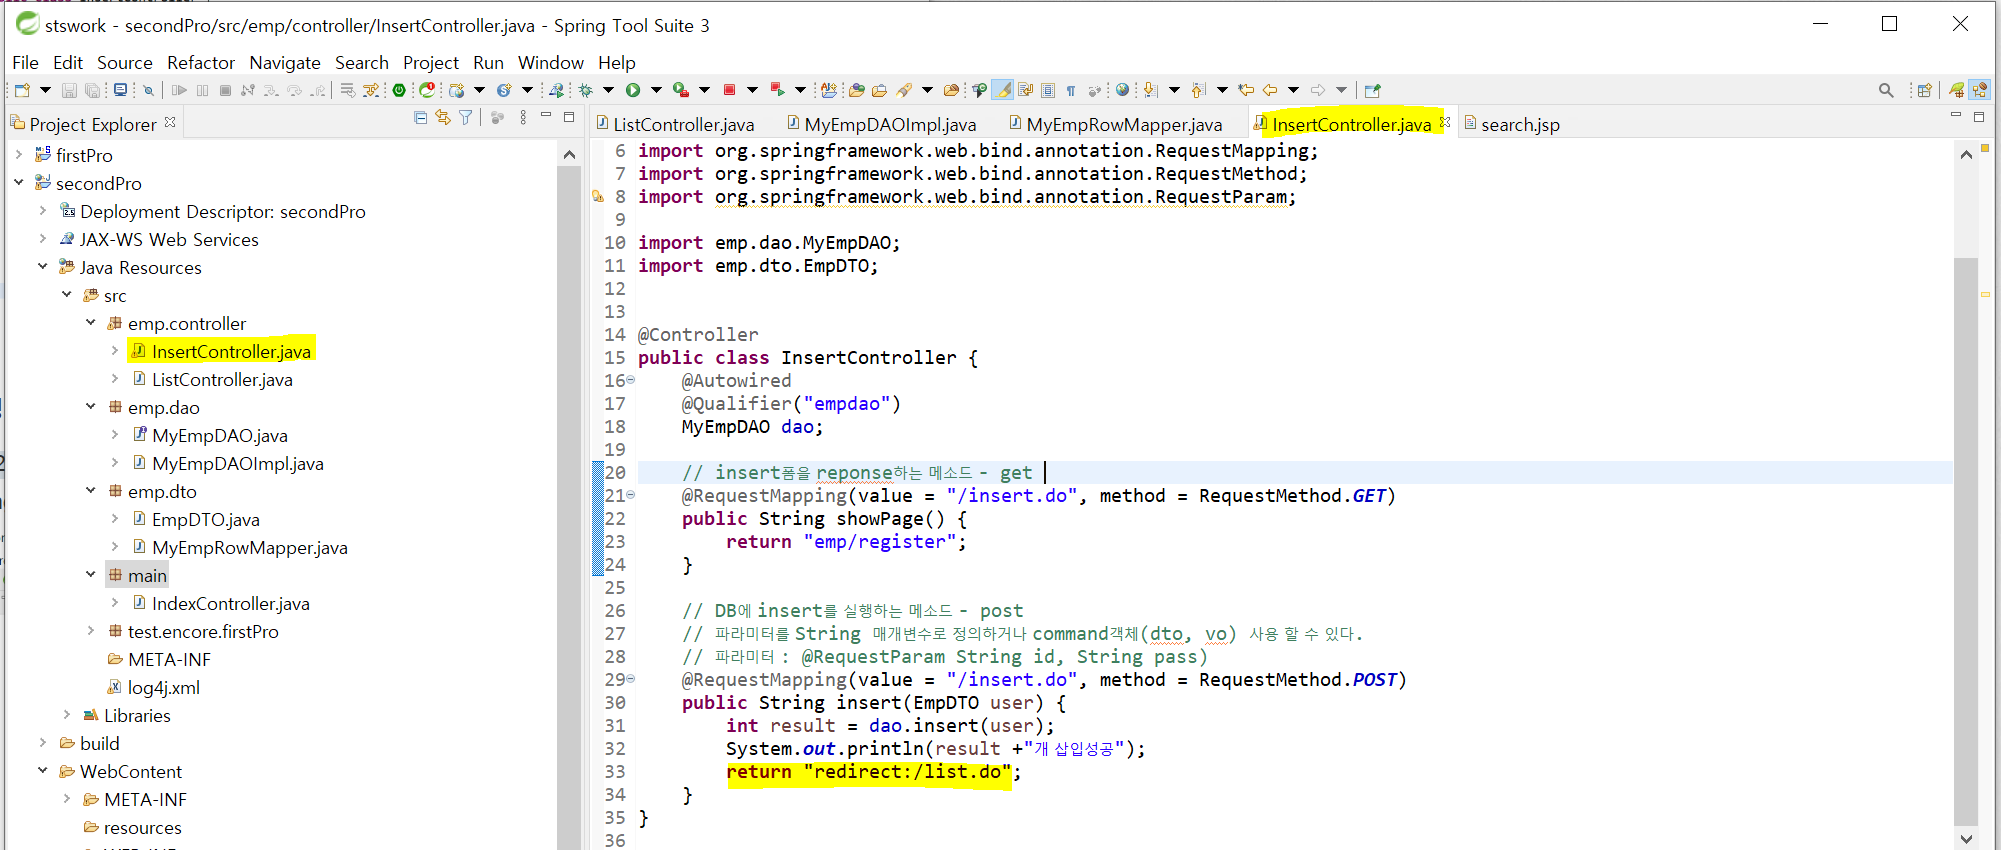 stswork - secondPro/src/emp/controller/InsertController.java - Spring Tool Suite 3
File Edit Source Refactor Navigate Search Project Run Window Help
Project Explorer
firstPro
secondPro
Deployment Descriptor: secondPro
JAX-WS Web Services
Java Resources
src
emp.controller
InsertController.java
ListController.java
emp.dao
MyEmpDAO.java
MyEmpDAOImpl.java
emp.dto
EmpDTO.java
MyEmpRowMapper.java
main
IndexController.java
test.encore.firstPro
META-INF
log4j.xml
Libraries
build
WebContent
META-INF
resources
ListController.java MyEmpDAOImpl.java MyEmpRowMapper.java InsertController.java search.jsp
6 import org.springframework.web.bind.annotation.RequestMapping;
7 import org.springframework.web.bind.annotation.RequestMethod;
8 import org.springframework.web.bind.annotation.RequestParam;
9
10 import emp.dao.MyEmpDAO;
11 import emp.dto.EmpDTO;
12
13
14 @Controller
15 public class InsertController {
16 @Autowired
17 @Qualifier("empdao")
18 MyEmpDAO dao;
19
20 // insert폼을 reponse하는 메소드 - get
21 @RequestMapping(value = "/insert.do", method = RequestMethod.GET)
22 public String showPage() {
23 return "emp/register";
24 }
25
26 // DB에 insert를 실행하는 메소드 - post
27 // 파라미터를 String 매개변수로 정의하거나 command객체(dto, vo) 사용 할 수 있다.
28 // 파라미터 : @RequestParam String id, String pass)
29 @RequestMapping(value = "/insert.do", method = RequestMethod.POST)
30 public String insert(EmpDTO user) {
31 int result = dao.insert(user);
32 System.out.println(result +"개 삽입성공");
33 return "redirect:/list.do";
34 }
35 }
36